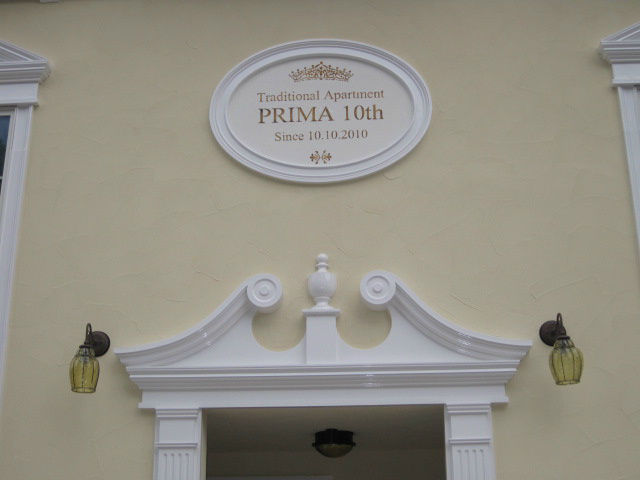 Traditional Apartment
PRIMA 10th
Since 10.10.2010